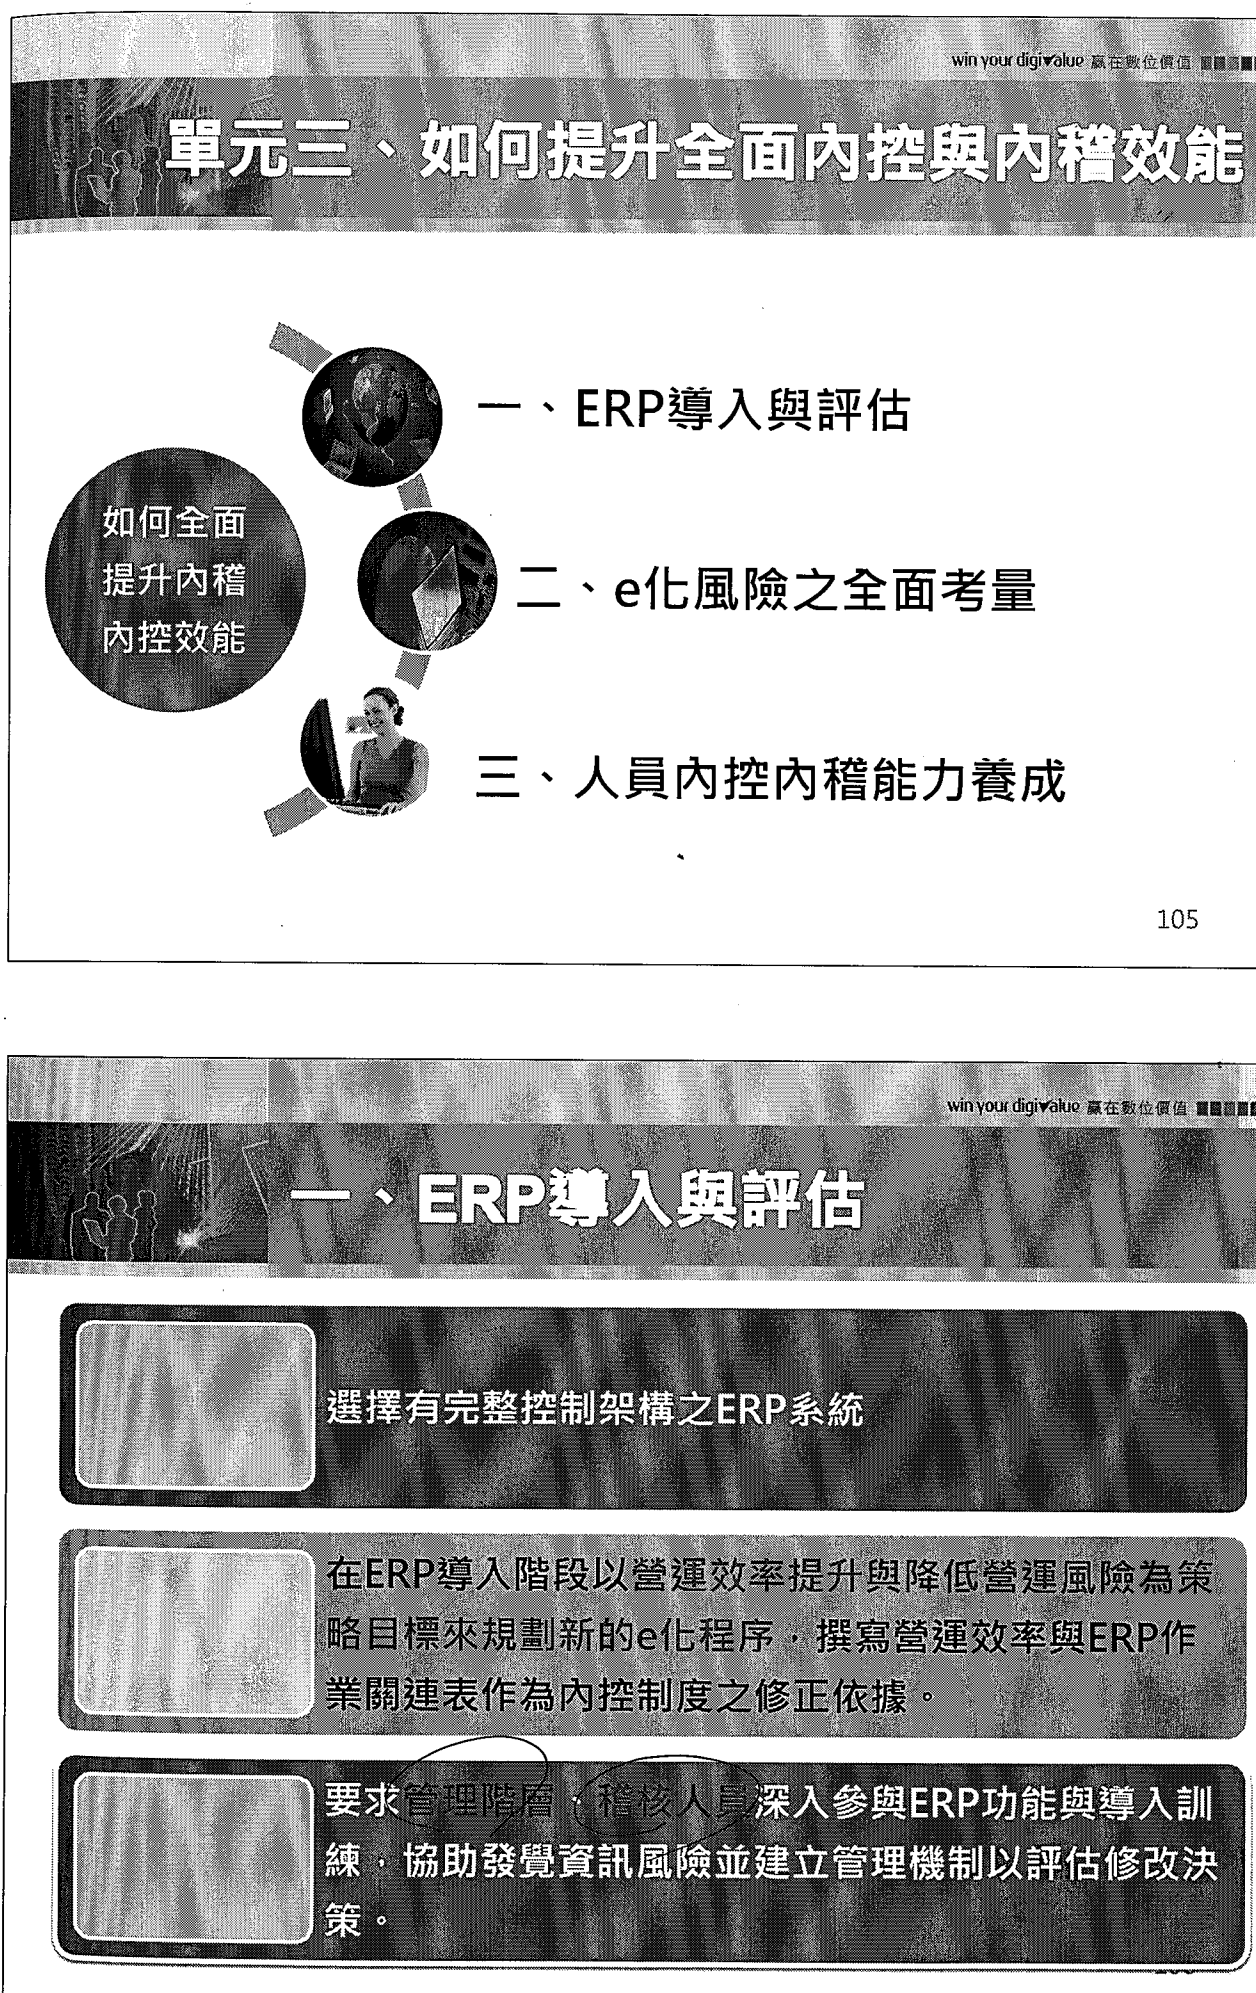 win your digivalue 贏在數位價值
單元三、如何提升全面內控與內稽效能
一、ERP導入與評估
如何全面
提升內稽
內控效能
二、e化風險之全面考量
三、人員內控內稽能力養成
105
win your digivalue 贏在數位價值
一、ERP導入與評估
選擇有完整控制架構之ERP系統
在ERP導入階段以營運效率提升與降低營運風險為策
略目標來規劃新的e化程序，撰寫營運效率與ERP作
業關連表作為內控制度之修正依據。
要求管理階層、稽核人員深入參與ERP功能與導入訓
練，協助發覺資訊風險並建立管理機制以評估修改決
策。